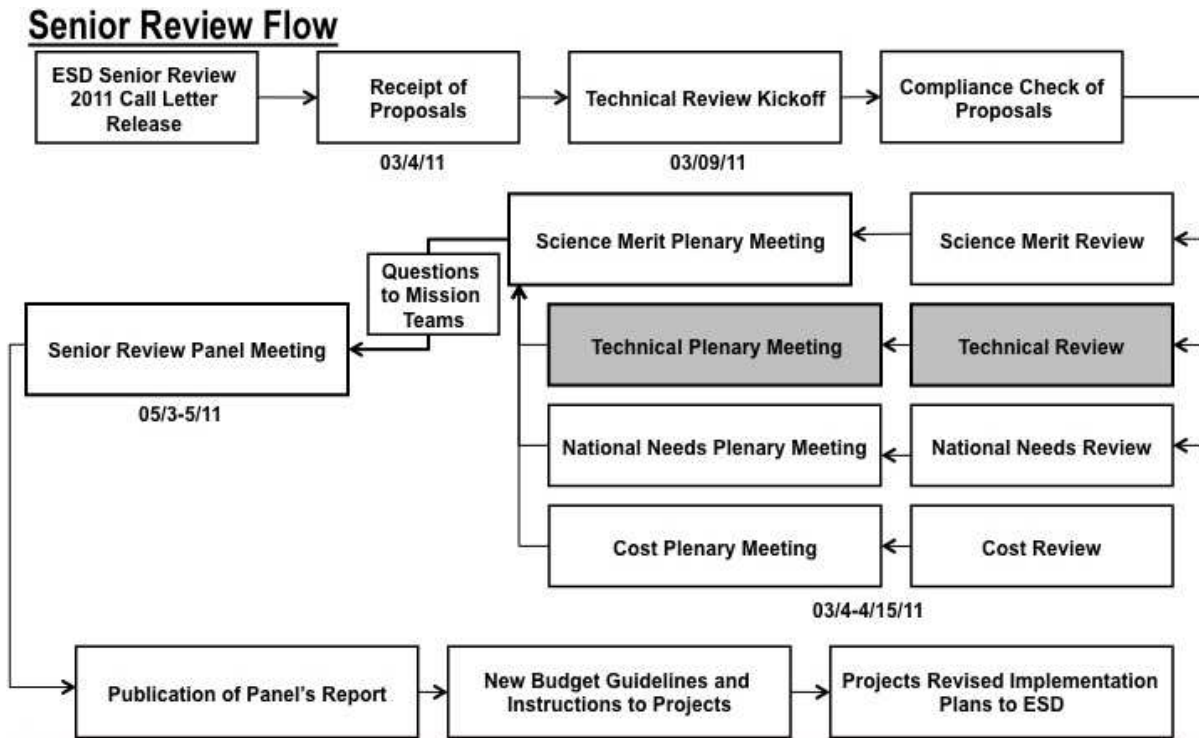 Senior Review Flow
ESD Senior Review
2011 Call Letter
Release
Receipt of
Proposals
03/4/11
Technical Review Kickoff
03/09/11
Compliance Check of
Proposals
Science Merit Review
Science Merit Plenary Meeting
Technical Review
Technical Plenary Meeting
National Needs Review
National Needs Plenary Meeting
Cost Review
Cost Plenary Meeting
03/4-4/15/11
Questions
to Mission
Teams
Senior Review Panel Meeting
05/3-5/11
Publication of Panel's Report
New Budget Guidelines and
Instructions to Projects
Projects Revised Implementation
Plans to ESD